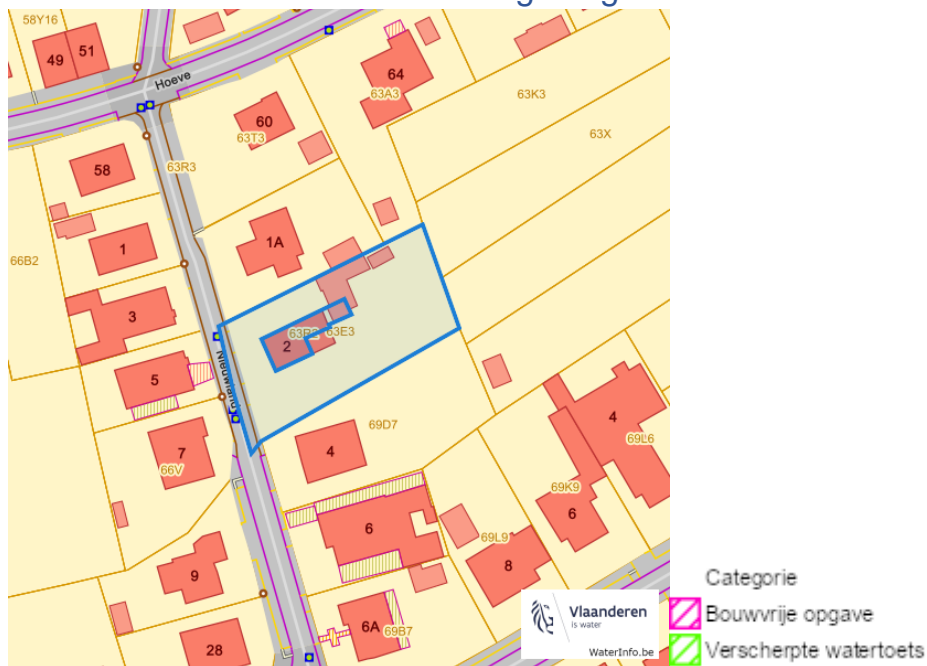 58Y16
49
51
Hoeve
64
63A3
63K3
60
63T3
63X
58
63R3
1
1A
66B2
3
63R2
63E3
2
Nieuwland
5
69D7
4
4
7
66V
69L6
69K9
6
6
69L9
8
9
6A
69B7
28
Vlaanderen
is water
WaterInfo.be
Categorie
Bouwvrije opgave
Verscherpte watertoets